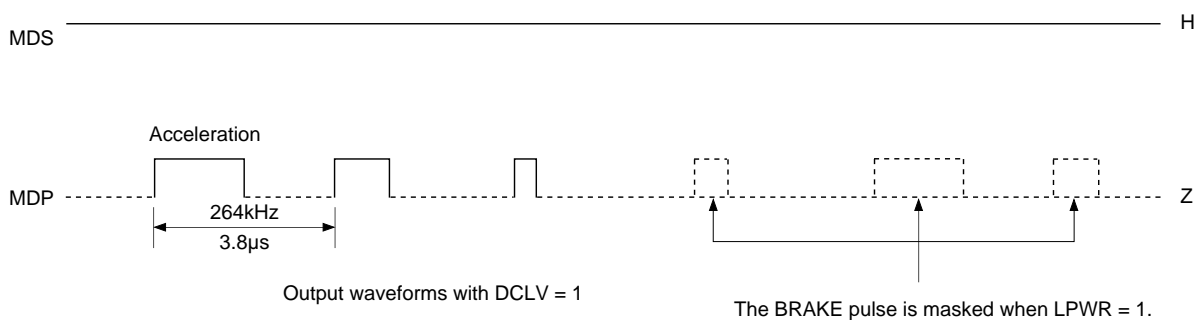 MDS
H
Acceleration
MDP
Z
264kHz
3.8µs
Output waveforms with DCLV = 1
The BRAKE pulse is masked when LPWR = 1.